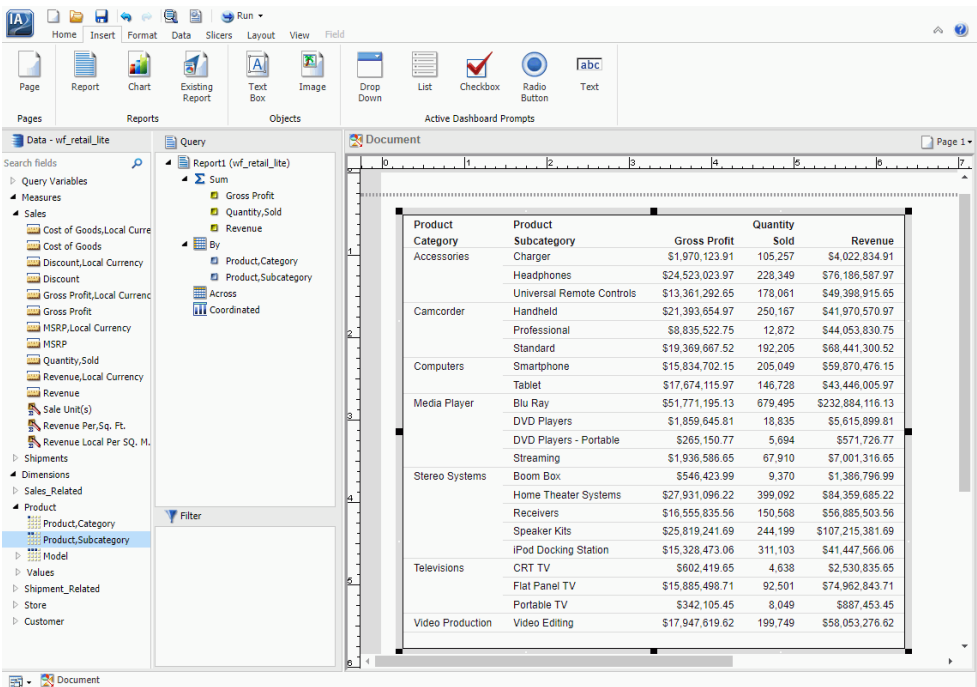 IA
Run
Home Insert Format Data Slicers Layout View Field
Page
Report
Chart
Existing Report
Text Box
Image
Drop Down
List
Checkbox
Radio Button
abc
Text
Pages
Reports
Objects
Active Dashboard Prompts
Data - wf_retail_lite
Search fields
Query Variables
Measures
Sales
Cost of Goods,Local Curre
Cost of Goods
Discount,Local Currency
Discount
Gross Profit,Local Currenc
Gross Profit
MSRP,Local Currency
MSRP
Quantity,Sold
Revenue,Local Currency
Revenue
Sale Unit(s)
Revenue Per,Sq. Ft.
Revenue Local Per SQ. M.
Shipments
Dimensions
Sales_Related
Product
Product,Category
Product,Subcategory
Model
Values
Shipment_Related
Store
Customer
Query
Report1 (wf_retail_lite)
Sum
Gross Profit
Quantity,Sold
Revenue
By
Product,Category
Product,Subcategory
Across
Coordinated
Filter
Document
Page 1
0 1 2 3 4 5 6 7
0
1
2
3
4
5
6
Product Product Quantity
Category Subcategory Gross Profit Sold Revenue
Accessories Charger $1,970,123.91 105,257 $4,022,834.91
Headphones $24,523,023.97 228,349 $76,186,587.97
Universal Remote Controls $13,361,292.65 178,061 $49,398,915.65
Camcorder Handheld $21,393,654.97 250,167 $41,970,570.97
Professional $8,835,522.75 12,872 $44,053,830.75
Standard $19,369,667.52 192,205 $68,441,300.52
Computers Smartphone $15,834,702.15 205,049 $59,870,476.15
Tablet $17,674,115.97 146,728 $43,446,005.97
Media Player Blu Ray $51,771,195.13 679,495 $232,884,116.13
DVD Players $1,859,645.81 18,835 $5,615,899.81
DVD Players - Portable $265,150.77 5,694 $571,726.77
Streaming $1,936,586.65 67,910 $7,001,316.65
Stereo Systems Boom Box $546,423.99 9,370 $1,386,796.99
Home Theater Systems $27,931,096.22 399,092 $84,359,685.22
Receivers $16,555,835.56 150,568 $56,885,503.56
Speaker Kits $25,819,241.69 244,199 $107,215,381.69
iPod Docking Station $15,328,473.06 311,103 $41,447,566.06
Televisions CRT TV $602,419.65 4,638 $2,530,835.65
Flat Panel TV $15,885,498.71 92,501 $74,962,843.71
Portable TV $342,105.45 8,049 $887,453.45
Video Production Video Editing $17,947,619.62 199,749 $58,053,276.62
Document